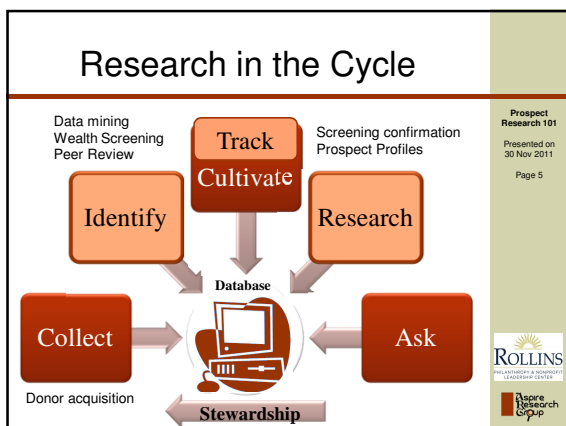 Research in the Cycle
Data mining
Wealth Screening
Peer Review
Track
Cultivate
Screening confirmation
Prospect Profiles
Identify
Research
Database
Collect
Ask
Donor acquisition
Stewardship
Prospect
Research 101
Presented on
30 Nov 2011
Page 5
ROLLINS
PHILANTHROPY & NONPROFIT
LEADERSHIP CENTER
Aspire
Research
Group